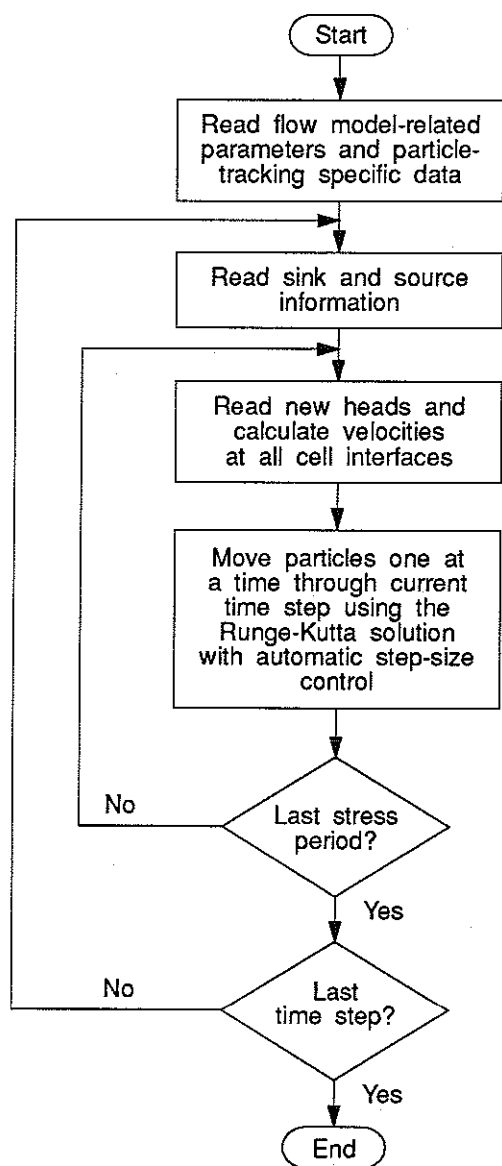 Start
Read flow model-related
parameters and particle-
tracking specific data
Read sink and source
information
Read new heads and
calculate velocities
at all cell interfaces
Move particles one at
a time through current
time step using the
Runge-Kutta solution
with automatic step-size
control
No
Last stress
period?
Yes
No
Last
time step?
Yes
End